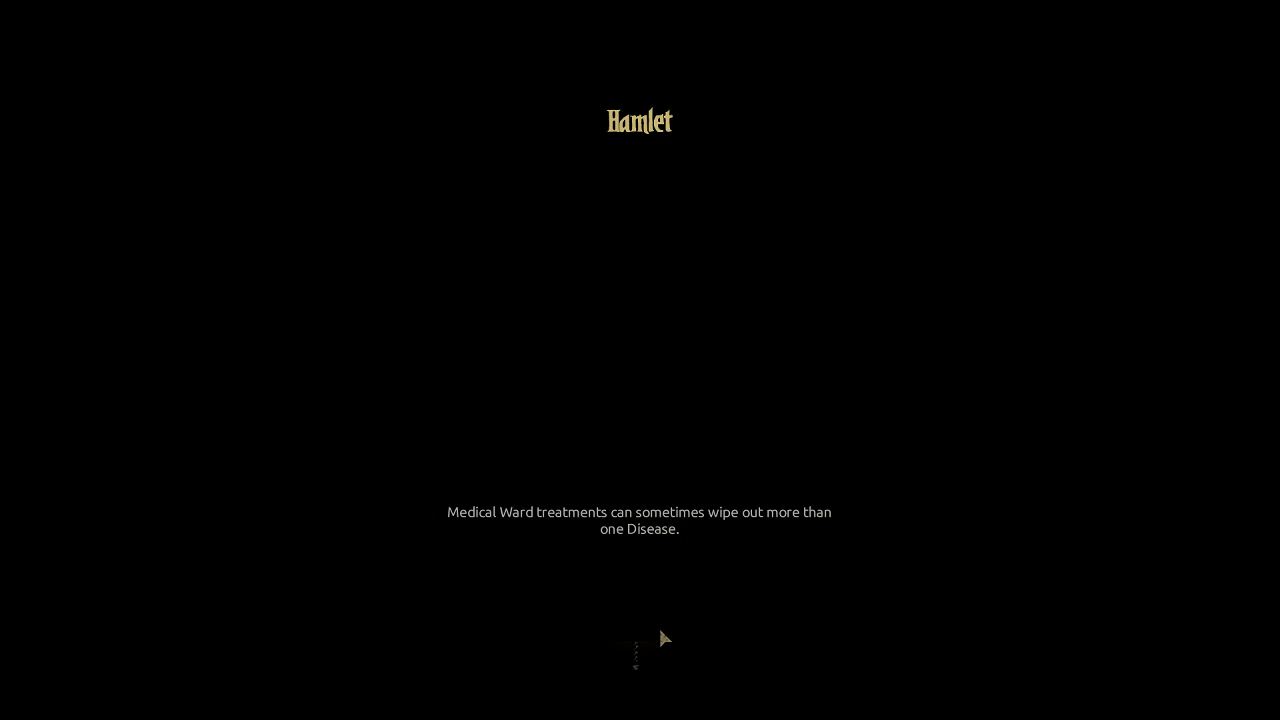 Hamlet
Medical Ward treatments can sometimes wipe out more than
one Disease.